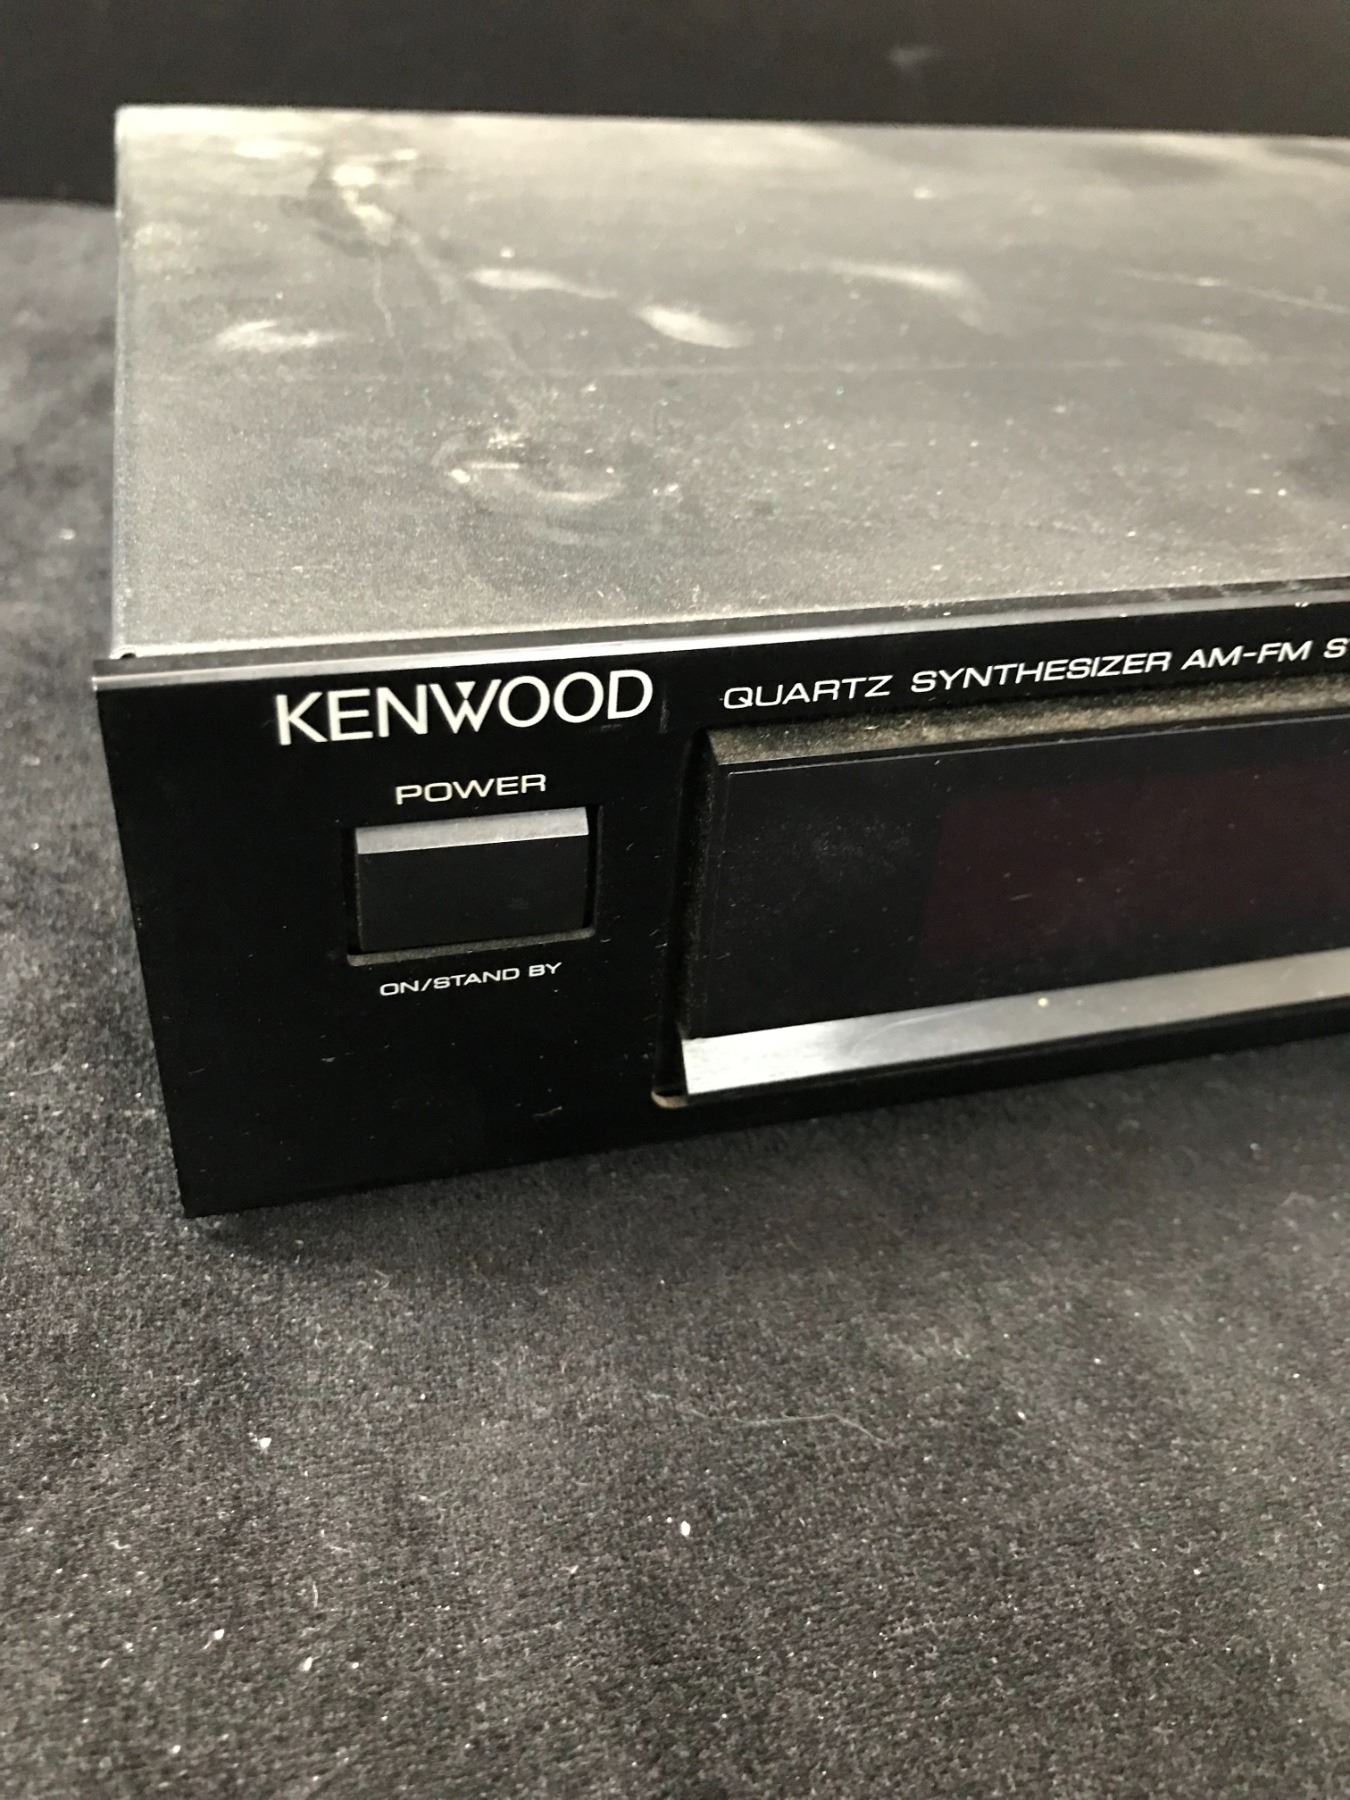 KENWOOD
QUARTZ SYNTHESIZER AM-FM
POWER
ON/STAND BY